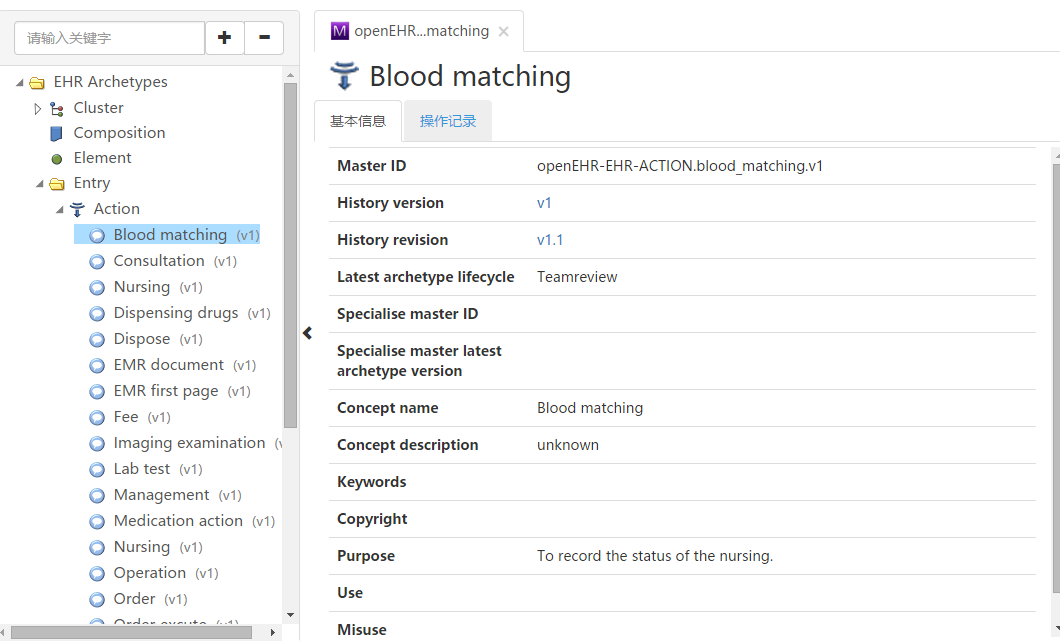 请输入关键字
EHR Archetypes
Cluster
Composition
Element
Entry
Action
Blood matching (v1)
Consultation (v1)
Nursing (v1)
Dispensing drugs (v1)
Dispose (v1)
EMR document (v1)
EMR first page (v1)
Fee (v1)
Imaging examination (v
Lab test (v1)
Management (v1)
Medication action (v1)
Nursing (v1)
Operation (v1)
Order (v1)
Order excute (v1)
M openEHR...matching
Blood matching
基本信息 操作记录
Master ID openEHR-EHR-ACTION.blood_matching.v1
History version v1
History revision v1.1
Latest archetype lifecycle Teamreview
Specialise master ID
Specialise master latest
archetype version
Concept name Blood matching
Concept description unknown
Keywords
Copyright
Purpose To record the status of the nursing.
Use
Misuse